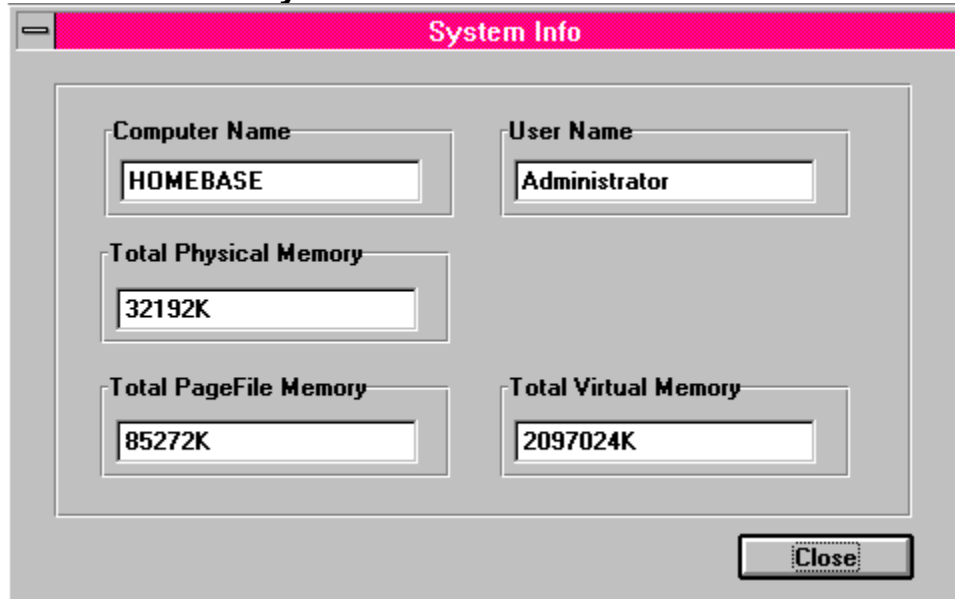 System Info
Computer Name
HOMEBASE
User Name
Administrator
Total Physical Memory
32192K
Total PageFile Memory
85272K
Total Virtual Memory
2097024K
Close